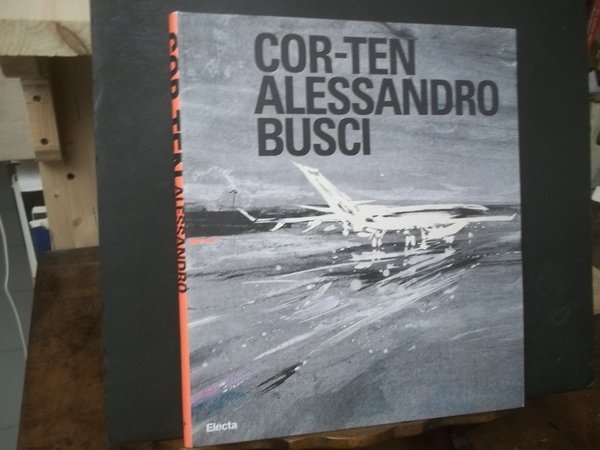 COR-TEN
ALESSANDRO
BUSCI
Electa
COR-TEN ALESSANDRO